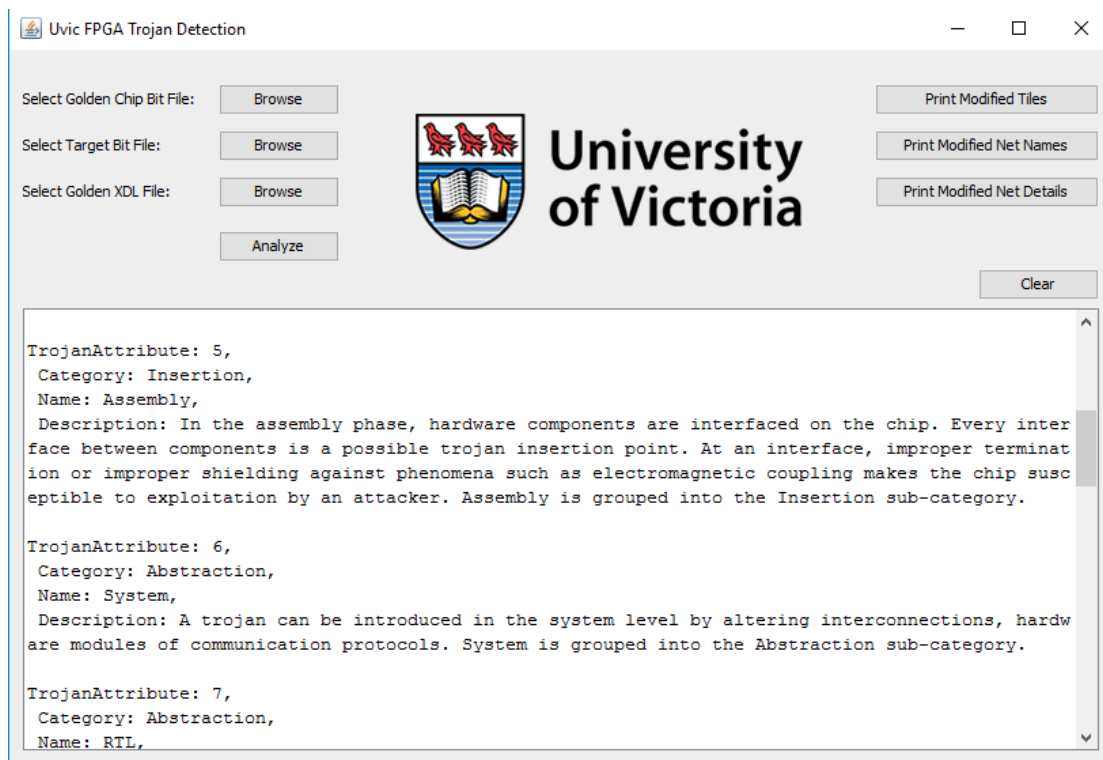 Uvic FPGA Trojan Detection
Select Golden Chip Bit File:
Browse
Print Modified Tiles
Select Target Bit File:
Browse
Print Modified Net Names
Select Golden XDL File:
Browse
Print Modified Net Details
University
of Victoria
Analyze
Clear
TrojanAttribute: 5,
Category: Insertion,
Name: Assembly,
Description: In the assembly phase, hardware components are interfaced on the chip. Every inter
face between components is a possible trojan insertion point. At an interface, improper terminat
ion or improper shielding against phenomena such as electromagnetic coupling makes the chip susc
eptible to exploitation by an attacker. Assembly is grouped into the Insertion sub-category.
TrojanAttribute: 6,
Category: Abstraction,
Name: System,
Description: A trojan can be introduced in the system level by altering interconnections, hardw
are modules of communication protocols. System is grouped into the Abstraction sub-category.
TrojanAttribute: 7,
Category: Abstraction,
Name: RTL,